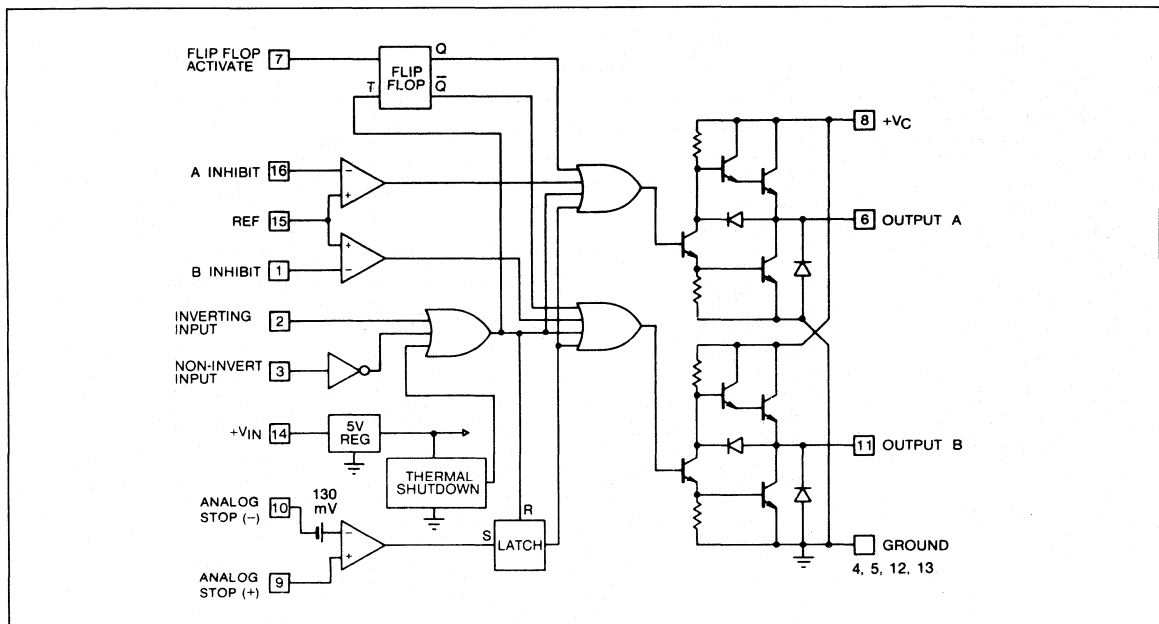 FLIP FLOP
ACTIVATE
7
FLIP
FLOP
T
Q
Q̅
A INHIBIT 16
REF 15
B INHIBIT 1
- +
+ -
INVERTING
INPUT
2
NON-INVERT
INPUT
3
+VIN 14
5V
REG
THERMAL
SHUTDOWN
ANALOG
STOP (–)
10
130
mV
- +
ANALOG
STOP (+)
9
S
R
LATCH
8 +VC
6 OUTPUT A
11 OUTPUT B
GROUND
4, 5, 12, 13